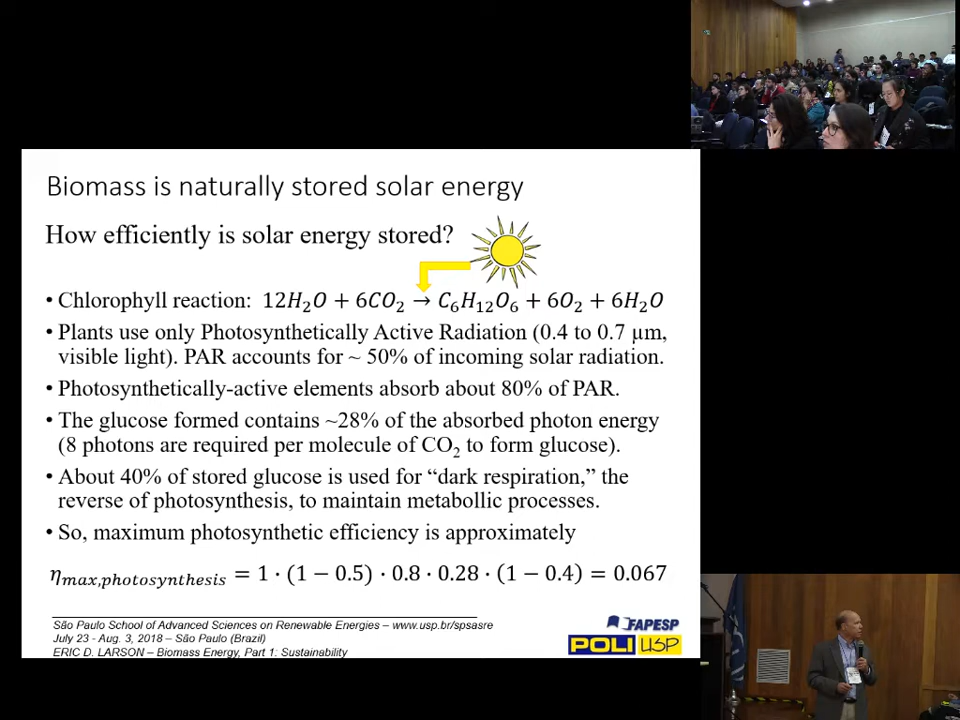 Biomass is naturally stored solar energy
How efficiently is solar energy stored?
• Chlorophyll reaction: 12H₂O + 6CO₂ → C₆H₁₂O₆ + 6O₂ + 6H₂O
• Plants use only Photosynthetically Active Radiation (0.4 to 0.7 µm,
visible light). PAR accounts for ~ 50% of incoming solar radiation.
• Photosynthetically-active elements absorb about 80% of PAR.
• The glucose formed contains ~28% of the absorbed photon energy
(8 photons are required per molecule of CO₂ to form glucose).
• About 40% of stored glucose is used for “dark respiration,” the
reverse of photosynthesis, to maintain metabollic processes.
• So, maximum photosynthetic efficiency is approximately
η max,photosynthesis = 1 · (1 − 0.5) · 0.8 · 0.28 · (1 − 0.4) = 0.067
São Paulo School of Advanced Sciences on Renewable Energies – www.usp.br/spsasre
July 23 - Aug. 3, 2018 – São Paulo (Brazil)
ERIC D. LARSON – Biomass Energy, Part 1: Sustainability
FAPESP
POLI USP